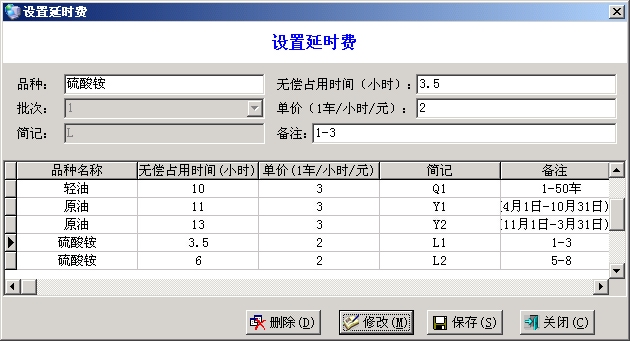 设置延时费
设置延时费
品种: 硫酸铵 无偿占用时间（小时）: 3.5
批次: 1 单价（1车/小时/元）: 2
简记: L 备注: 1-3
品种名称 无偿占用时间(小时) 单价(1车/小时/元) 简记 备注
轻油 10 3 Q1 1-50车
原油 11 3 Y1 (4月1日-10月31日)
原油 13 3 Y2 (11月1日-3月31日)
硫酸铵 3.5 2 L1 1-3
硫酸铵 6 2 L2 5-8
删除(D) 修改(M) 保存(S) 关闭(C)